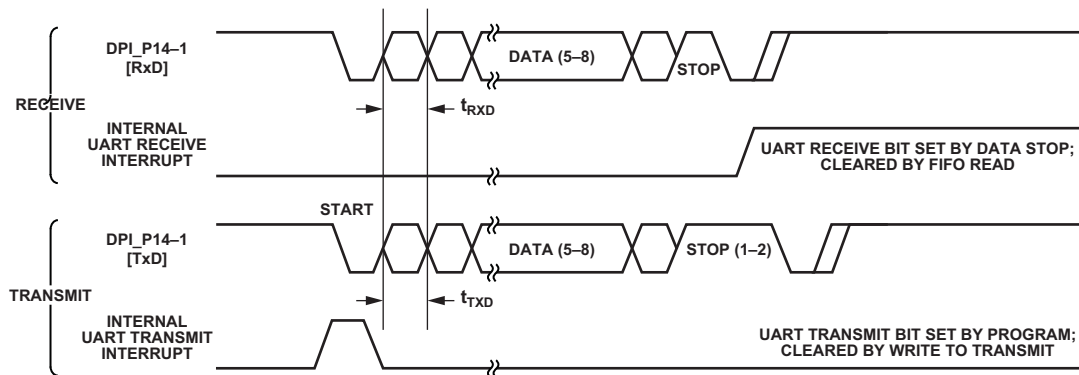 DPI_P14–1
[RxD]
DATA (5–8)
STOP
RECEIVE
tRXD
INTERNAL
UART RECEIVE
INTERRUPT
UART RECEIVE BIT SET BY DATA STOP;
CLEARED BY FIFO READ
START
DPI_P14–1
[TxD]
DATA (5–8)
STOP (1–2)
TRANSMIT
tTXD
INTERNAL
UART TRANSMIT
INTERRUPT
UART TRANSMIT BIT SET BY PROGRAM;
CLEARED BY WRITE TO TRANSMIT